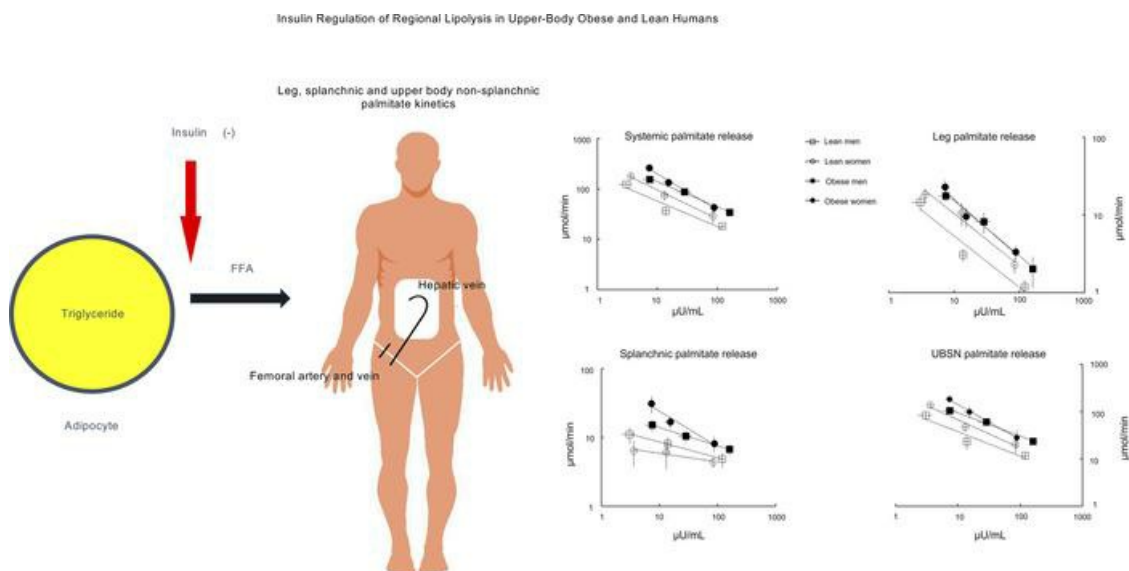 Insulin Regulation of Regional Lipolysis in Upper-Body Obese and Lean Humans
Leg, splanchnic and upper body non-splanchnic
palmitate kinetics
Insulin (-)
FFA
Triglyceride
Adipocyte
Hepatic vein
Femoral artery and vein
Systemic palmitate release
1000
100
10
1
µmol/min
1 10 100 1000
µU/mL
Lean men
Lean women
Obese men
Obese women
Leg palmitate release
100
10
1
µmol/min
1 10 100 1000
µU/mL
Splanchnic palmitate release
100
10
1
µmol/min
1 10 100 1000
µU/mL
UBSN palmitate release
1000
100
10
1
µmol/min
1 10 100 1000
µU/mL